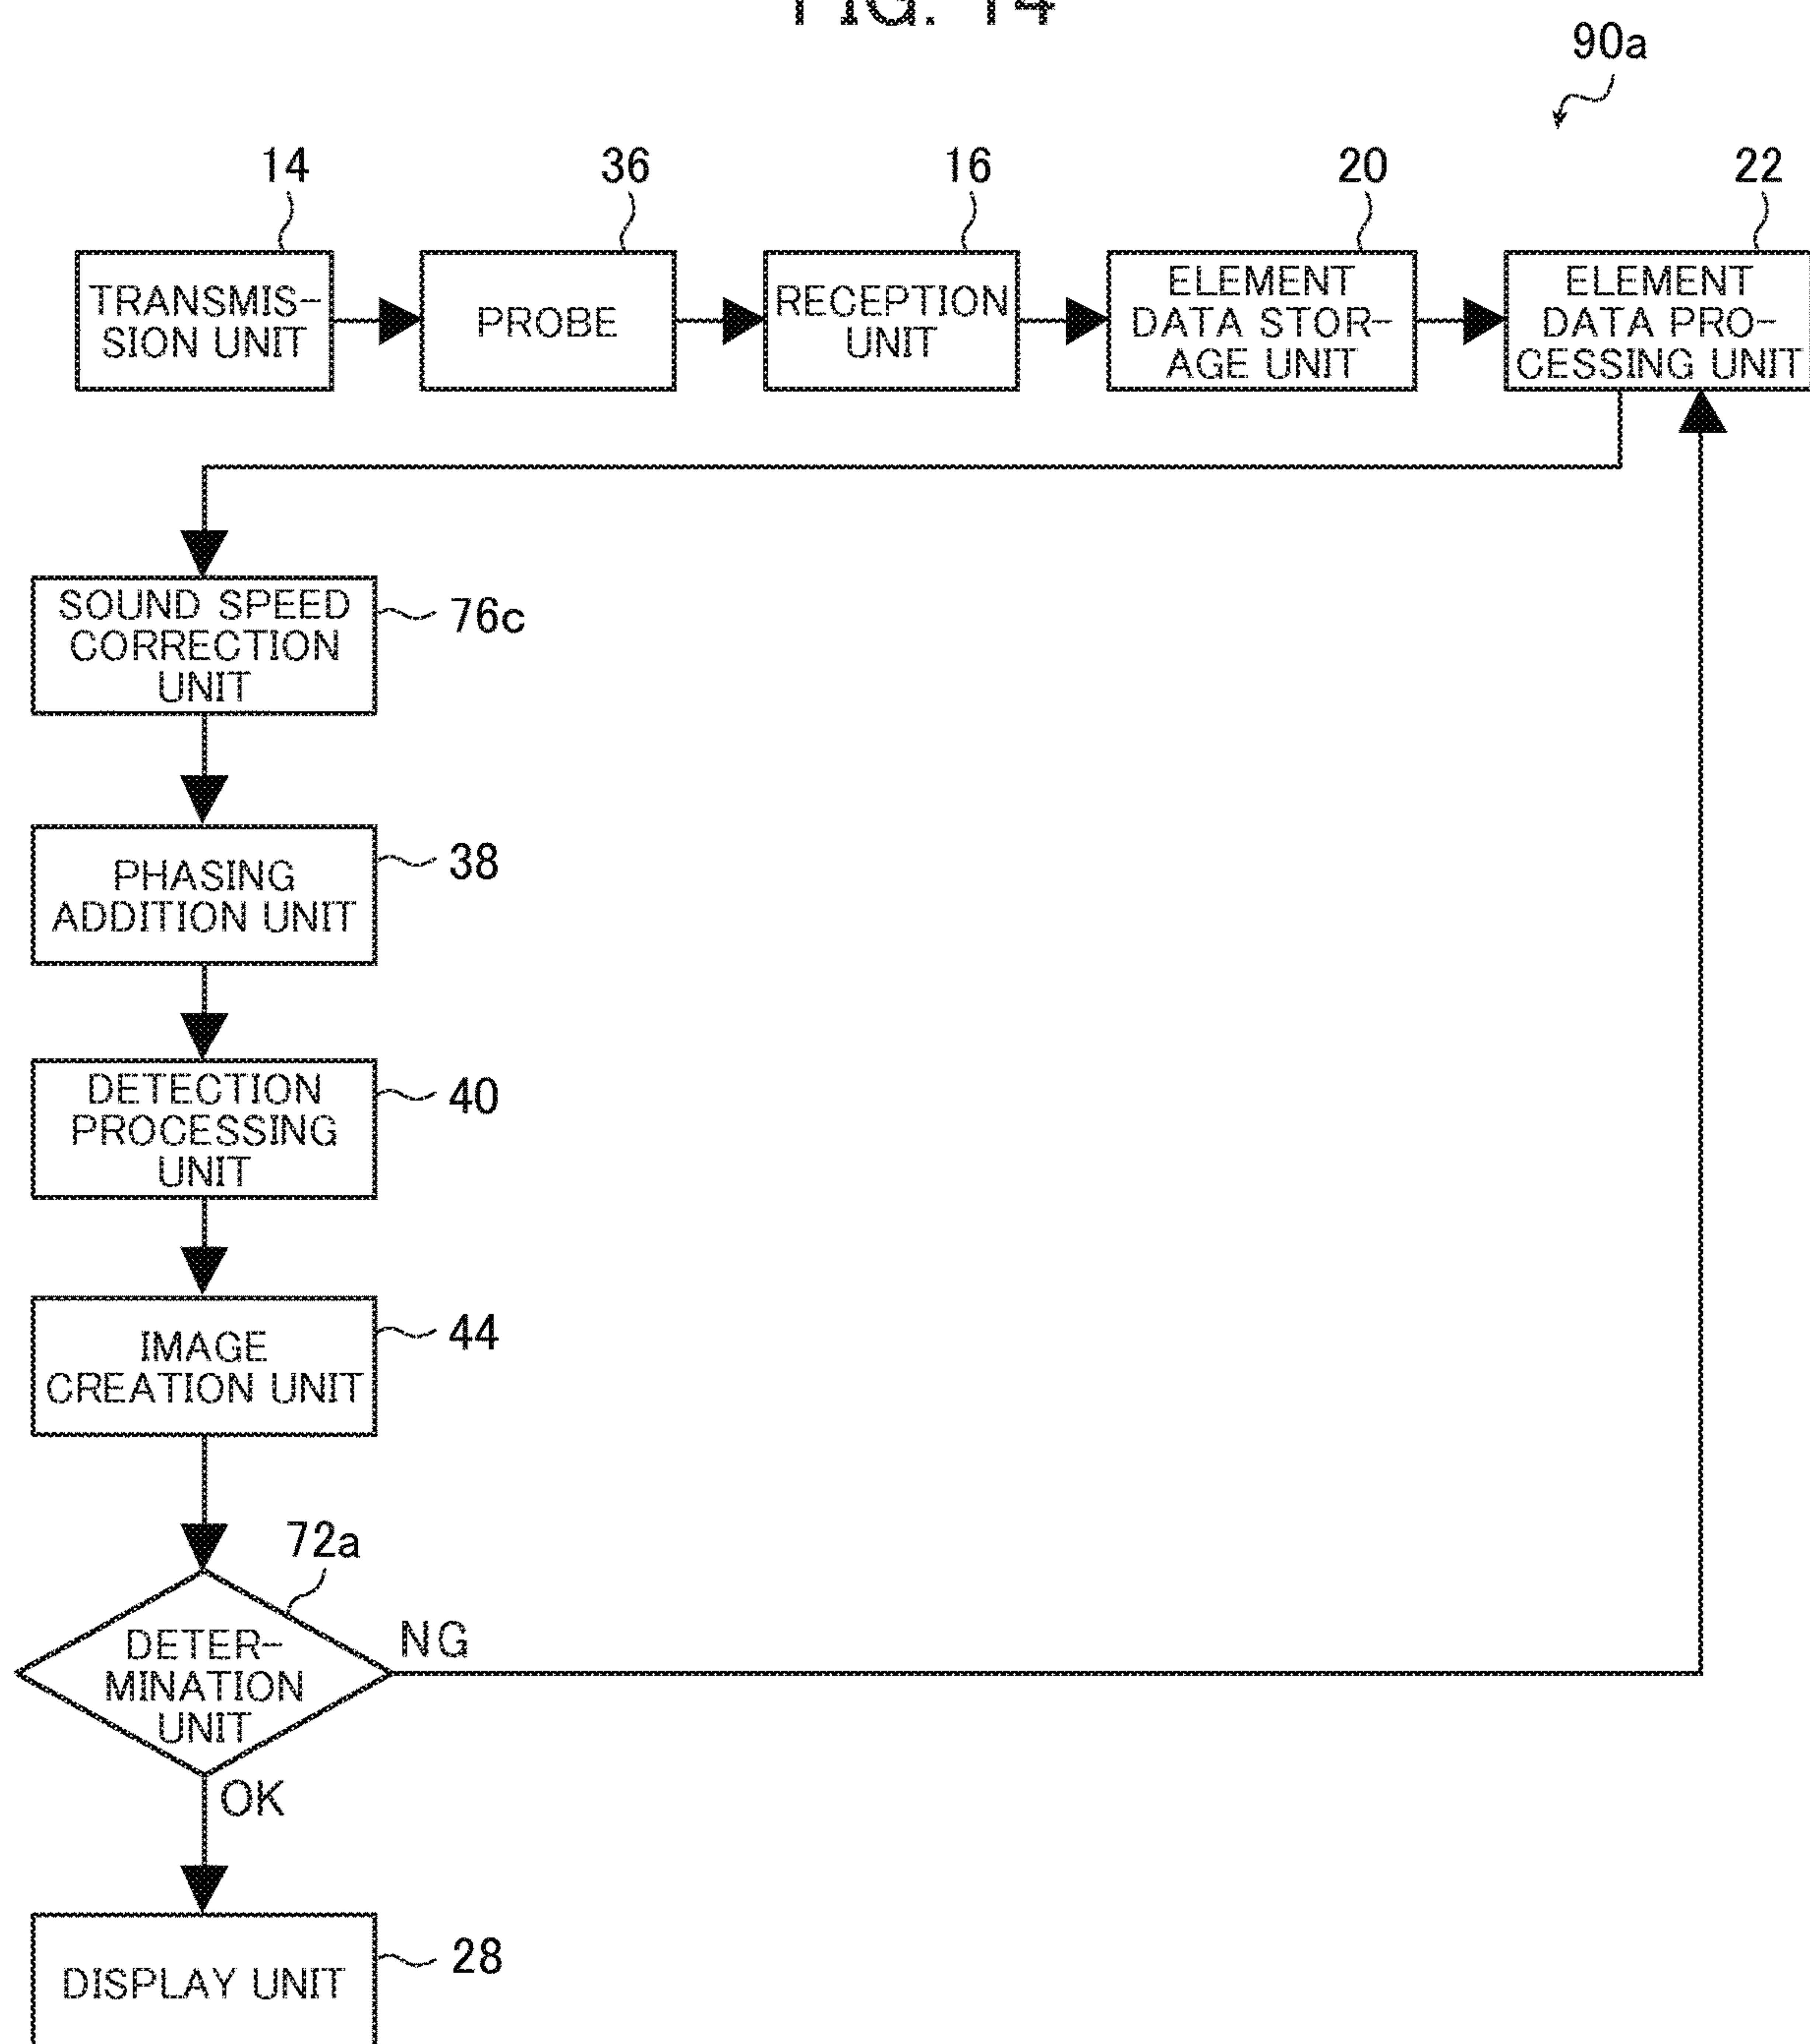 FIG. 14
90a
14
36
16
20
22
TRANSMIS-
SION UNIT
PROBE
RECEPTION
UNIT
ELEMENT
DATA STOR-
AGE UNIT
ELEMENT
DATA PRO-
CESSING UNIT
SOUND SPEED
CORRECTION
UNIT
76c
PHASING
ADDITION UNIT
38
DETECTION
PROCESSING
UNIT
40
IMAGE
CREATION UNIT
44
72a
DETER-
MINATION
UNIT
NG
OK
DISPLAY UNIT
28